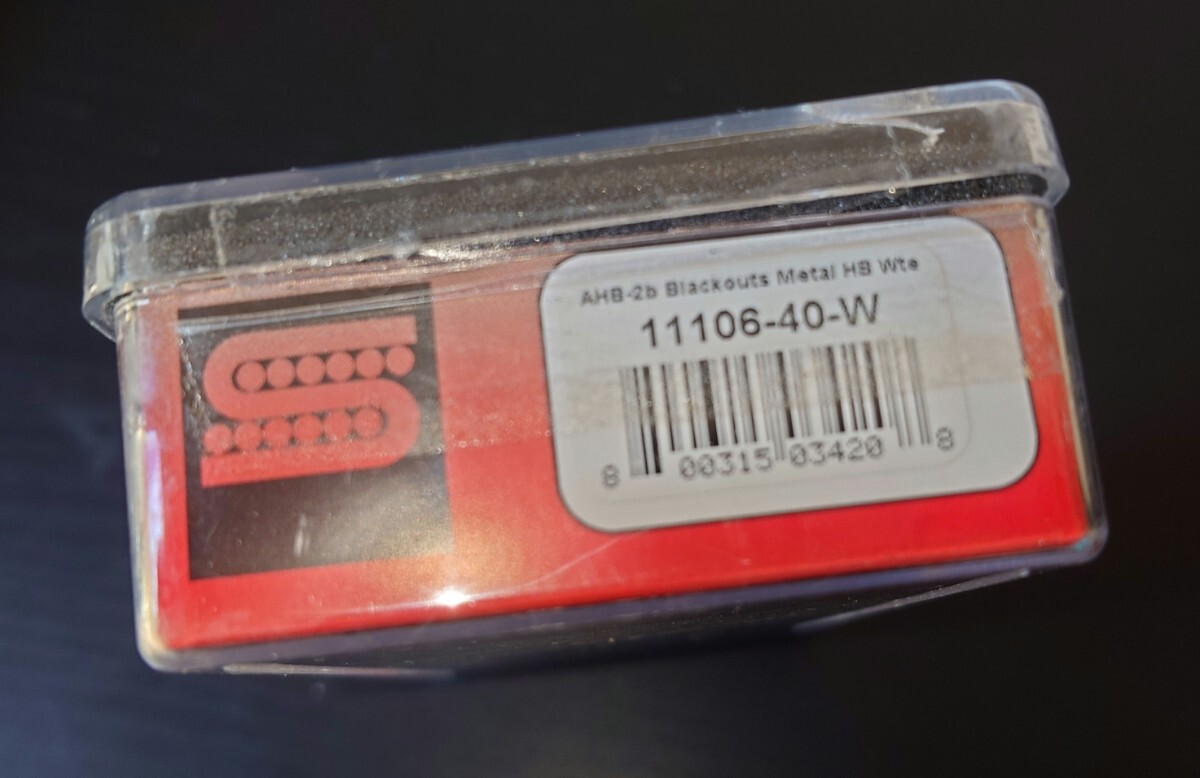 AHB-2b Blackouts Metal HB Wte
11106-40-W
8 00315 03420 8